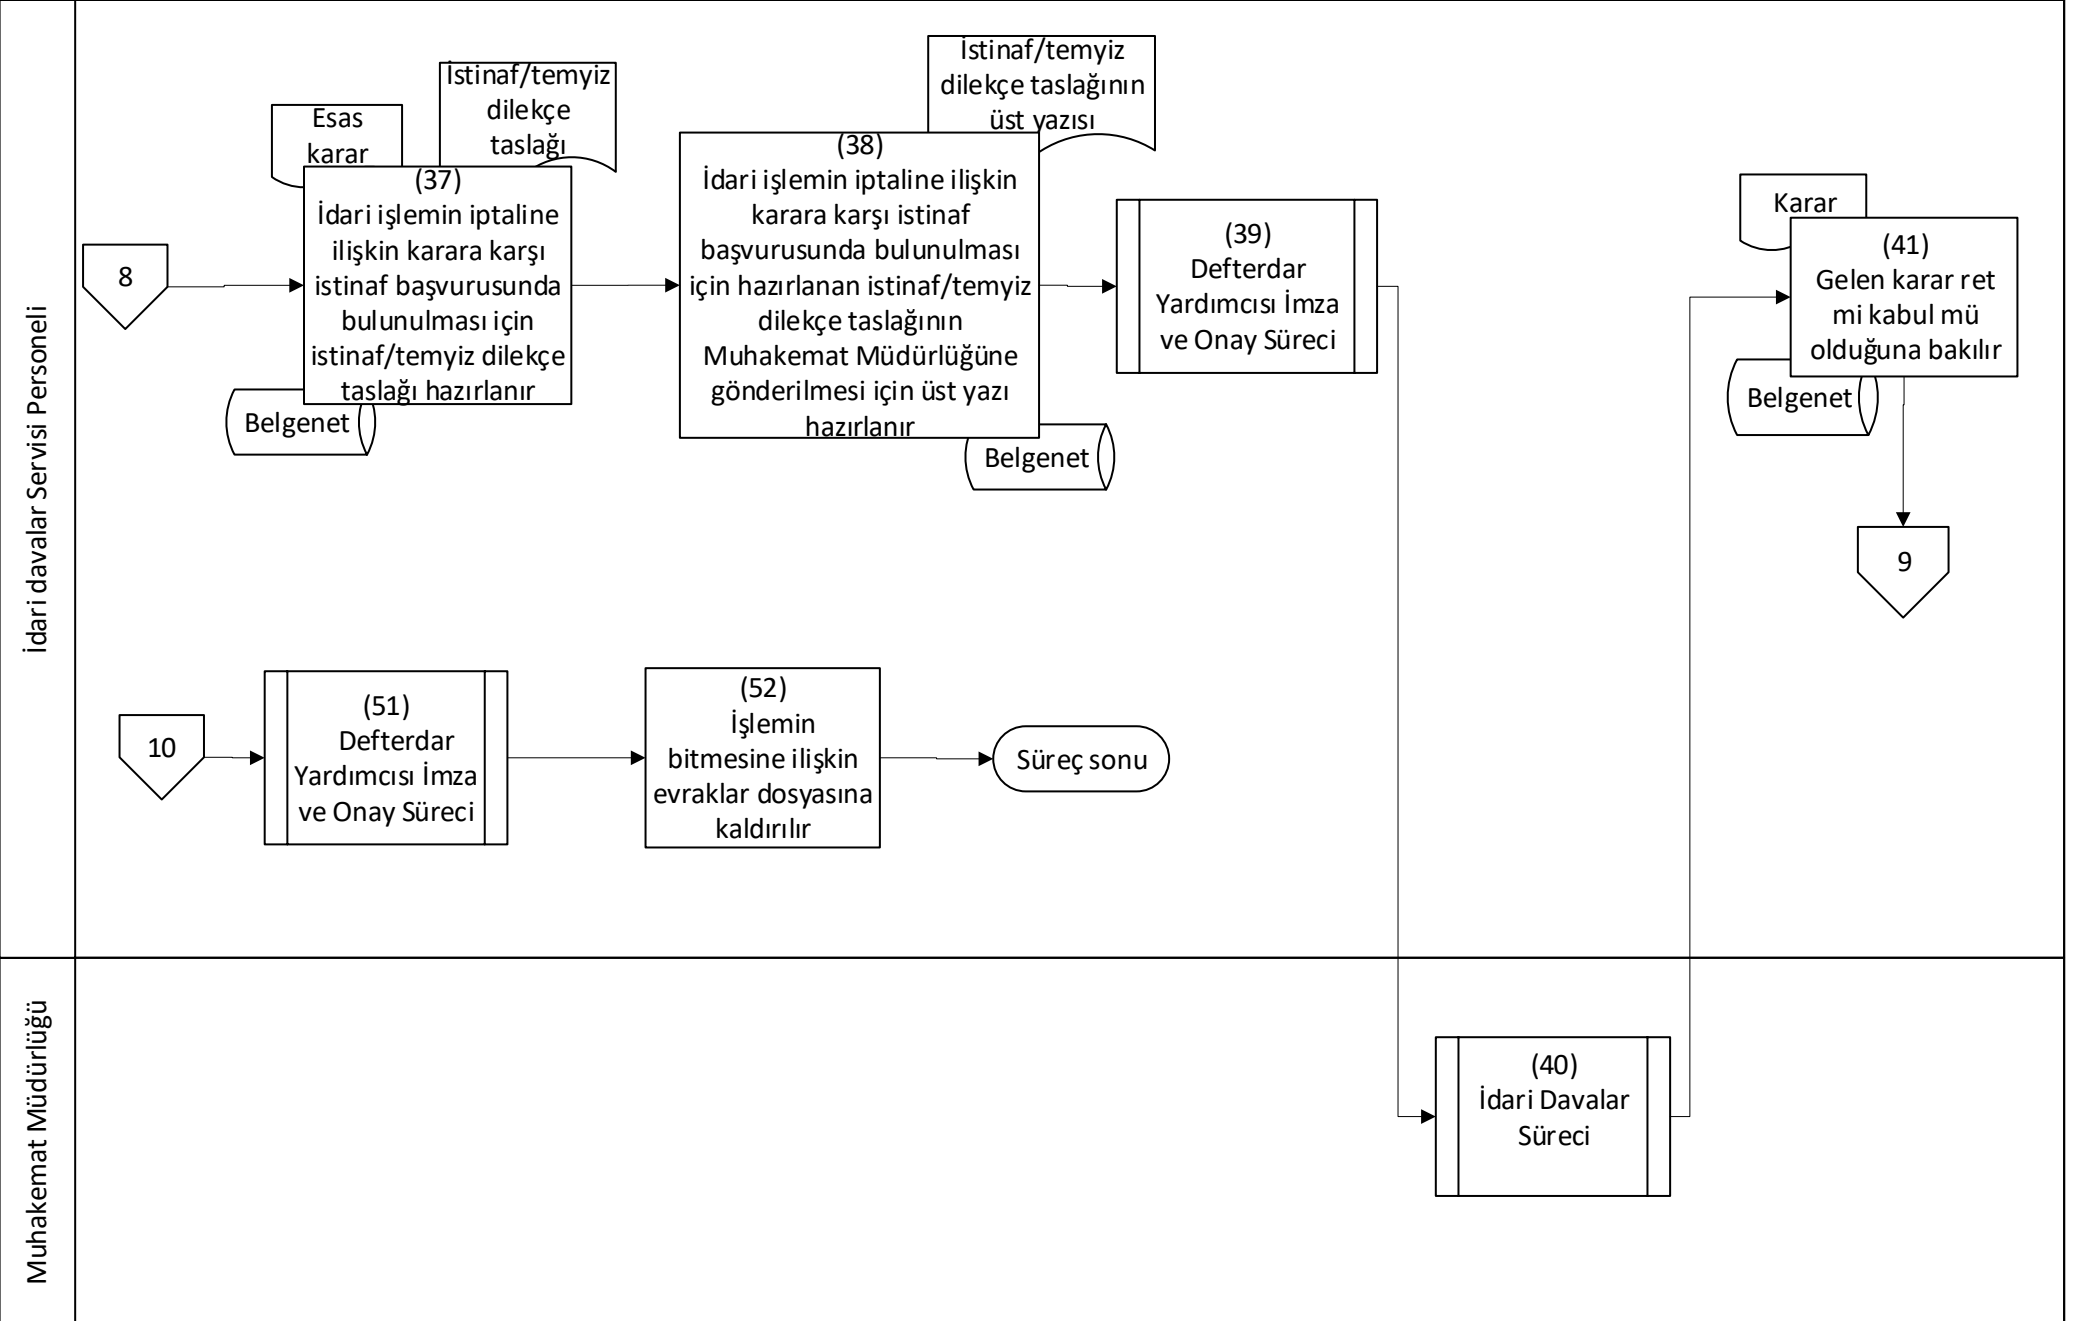 İdari davalar Servisi Personeli
8
Esas
karar
İstinaf/temyiz
dilekçe
taslağı
(37)
İdari işlemin iptaline
ilişkin karara karşı
istinaf başvurusunda
bulunulması için
istinaf/temyiz dilekçe
taslağı hazırlanır
Belgenet
İstinaf/temyiz
dilekçe taslağının
üst yazısı
(38)
İdari işlemin iptaline ilişkin
karara karşı istinaf
başvurusunda bulunulması
için hazırlanan istinaf/temyiz
dilekçe taslağının
Muhakemat Müdürlüğüne
gönderilmesi için üst yazı
hazırlanır
Belgenet
(39)
Defterdar
Yardımcısı İmza
ve Onay Süreci
Karar
(41)
Gelen karar ret
mi kabul mü
olduğuna bakılır
Belgenet
9
10
(51)
Defterdar
Yardımcısı İmza
ve Onay Süreci
(52)
İşlemin
bitmesine ilişkin
evraklar dosyasına
kaldırılır
Süreç sonu
Muhakemat Müdürlüğü
(40)
İdari Davalar
Süreci